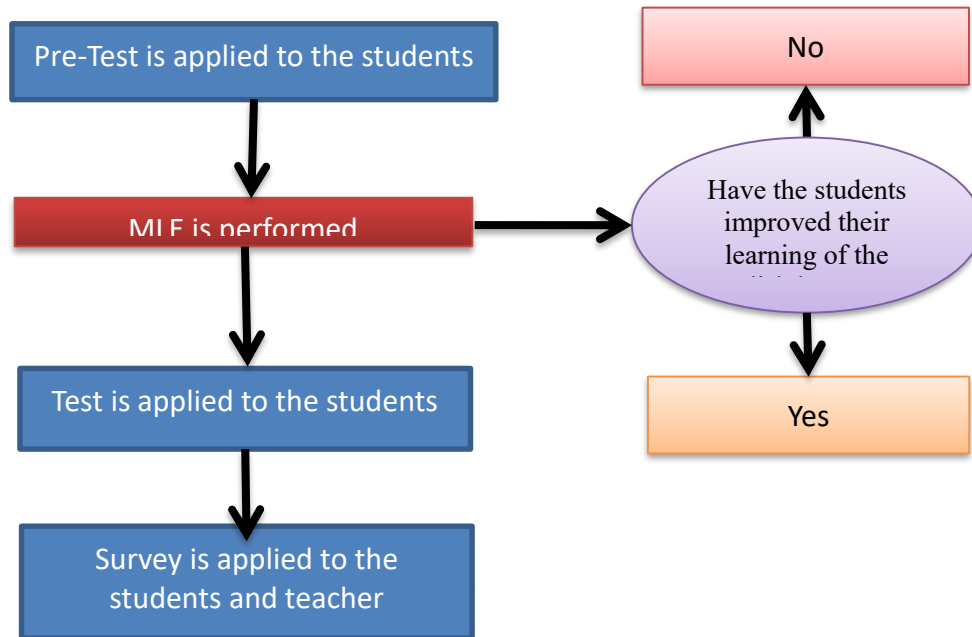 Pre-Test is applied to the students
No
Have the students
improved their
learning of the
MLE is performed
Test is applied to the students
Yes
Survey is applied to the
students and teacher